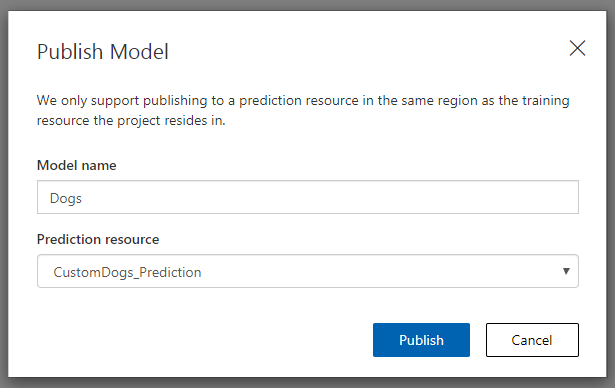 Publish Model
We only support publishing to a prediction resource in the same region as the training
resource the project resides in.
Model name
Dogs
Prediction resource
CustomDogs_Prediction
Publish
Cancel